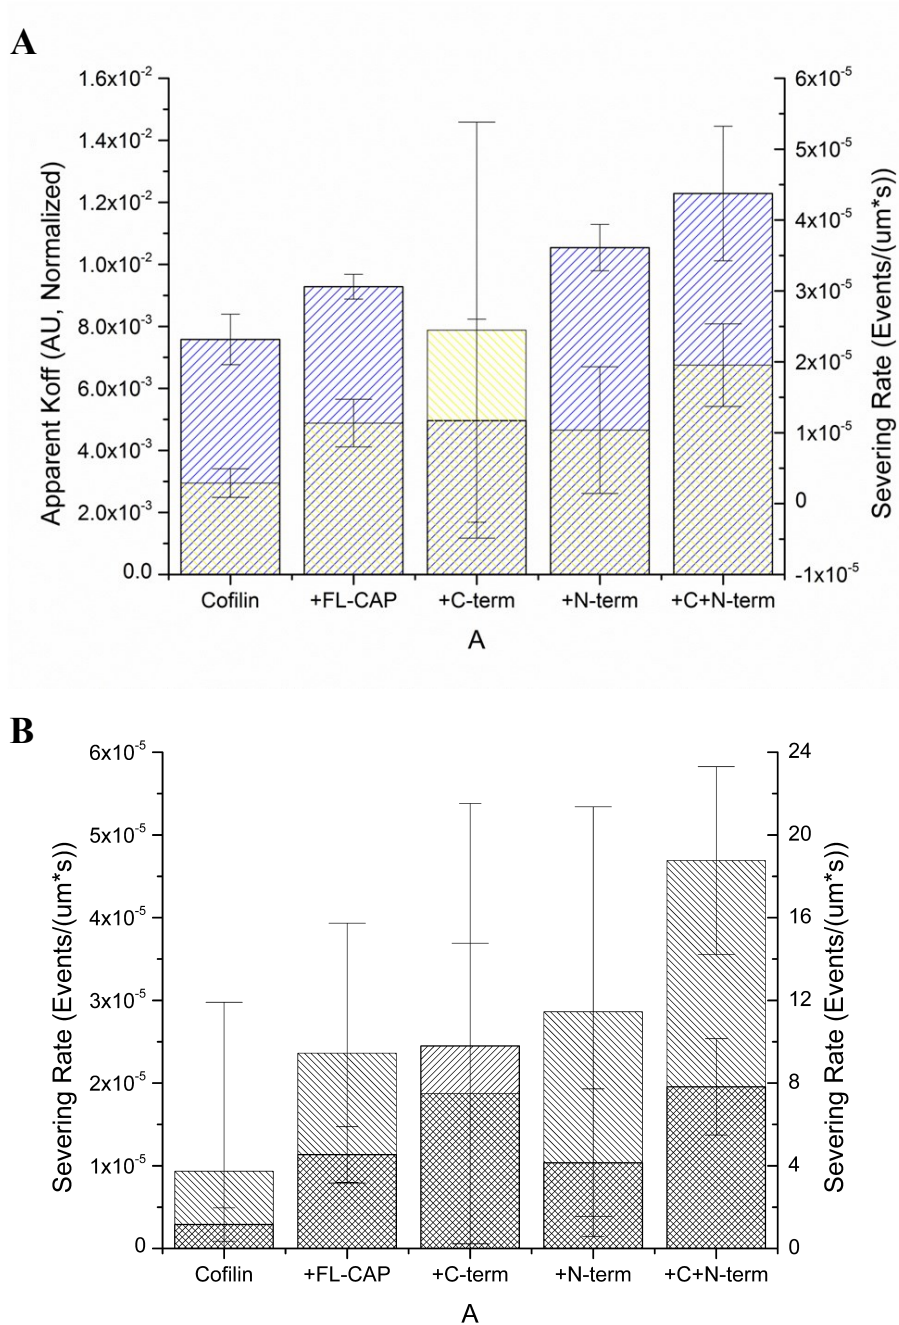 A
1.6x10⁻²
1.4x10⁻²
1.2x10⁻²
1.0x10⁻²
8.0x10⁻³
6.0x10⁻³
4.0x10⁻³
2.0x10⁻³
0.0
Apparent Koff (AU, Normalized)
6x10⁻⁵
5x10⁻⁵
4x10⁻⁵
3x10⁻⁵
2x10⁻⁵
1x10⁻⁵
0
-1x10⁻⁵
Severing Rate (Events/(um*s))
Cofilin +FL-CAP +C-term +N-term +C+N-term
A
B
6x10⁻⁵
5x10⁻⁵
4x10⁻⁵
3x10⁻⁵
2x10⁻⁵
1x10⁻⁵
0
Severing Rate (Events/(um*s))
24
20
16
12
8
4
0
Severing Rate (Events/(um*s))
Cofilin +FL-CAP +C-term +N-term +C+N-term
A